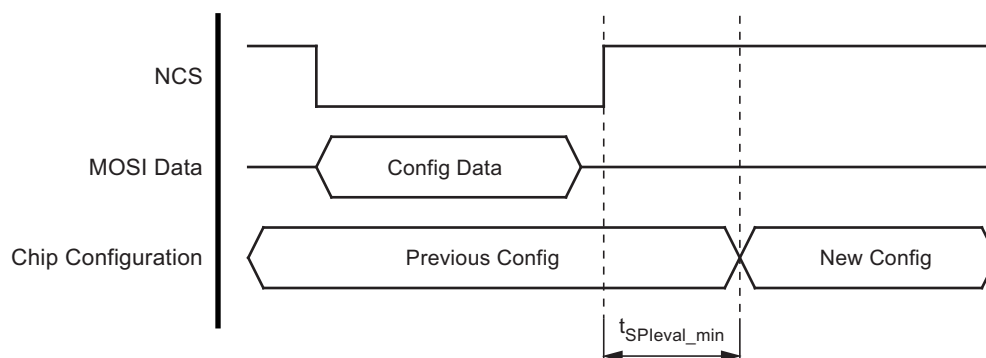 NCS
MOSI Data
Config Data
Chip Configuration
Previous Config
New Config
tSPIeval_min